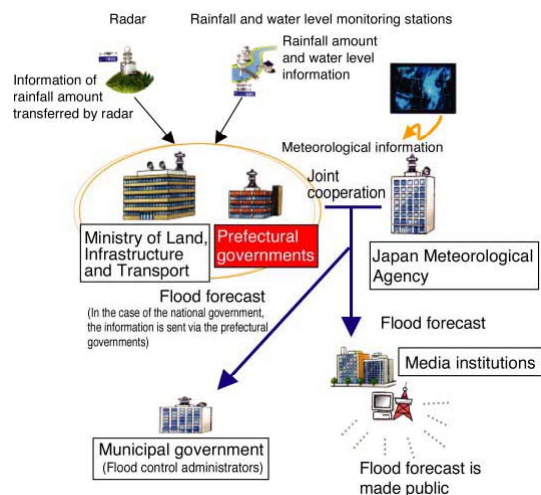 Radar
Rainfall and water level monitoring stations
Information of
rainfall amount
transferred by radar
Rainfall amount
and water level
information
Meteorological information
Joint
cooperation
Ministry of Land,
Infrastructure
and Transport
Prefectural
governments
Japan Meteorological
Agency
Flood forecast
(In the case of the national government,
the information is sent via the prefectural
governments)
Flood forecast
Media institutions
Municipal government
(Flood control administrators)
Flood forecast is
made public